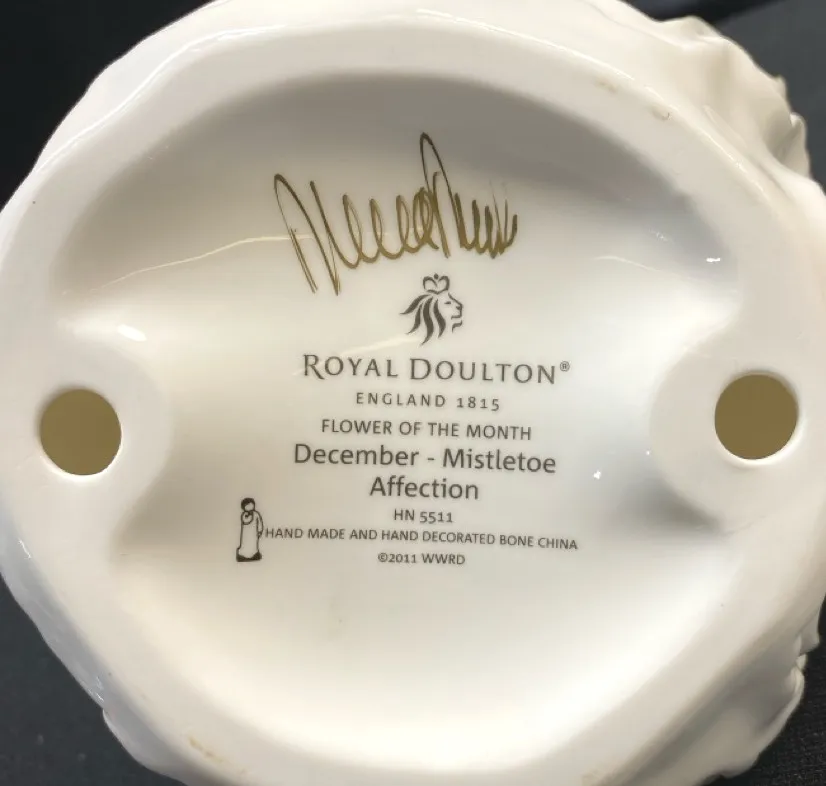 ROYAL DOULTON®
ENGLAND 1815
FLOWER OF THE MONTH
December - Mistletoe
Affection
HN 5511
HAND MADE AND HAND DECORATED BONE CHINA
©2011 WWRD